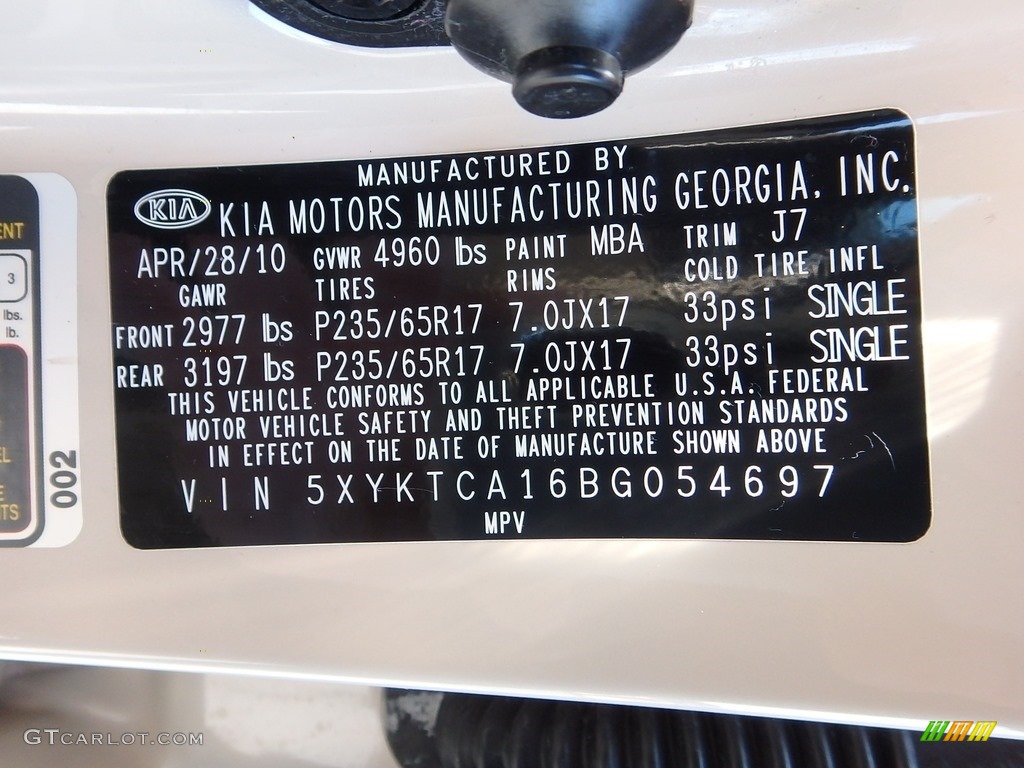 MANUFACTURED BY
KIA KIA MOTORS MANUFACTURING GEORGIA, INC.
APR/28/10 GVWR 4960 lbs PAINT MBA TRIM J7
GAWR TIRES RIMS COLD TIRE INFL
FRONT 2977 lbs P235/65R17 7.0JX17 33psi SINGLE
REAR 3197 lbs P235/65R17 7.0JX17 33psi SINGLE
THIS VEHICLE CONFORMS TO ALL APPLICABLE U.S.A. FEDERAL
MOTOR VEHICLE SAFETY AND THEFT PREVENTION STANDARDS
IN EFFECT ON THE DATE OF MANUFACTURE SHOWN ABOVE
VIN 5XYKTCA16BG054697
MPV
3
lbs.
lb.
002
GTCARLOT.COM